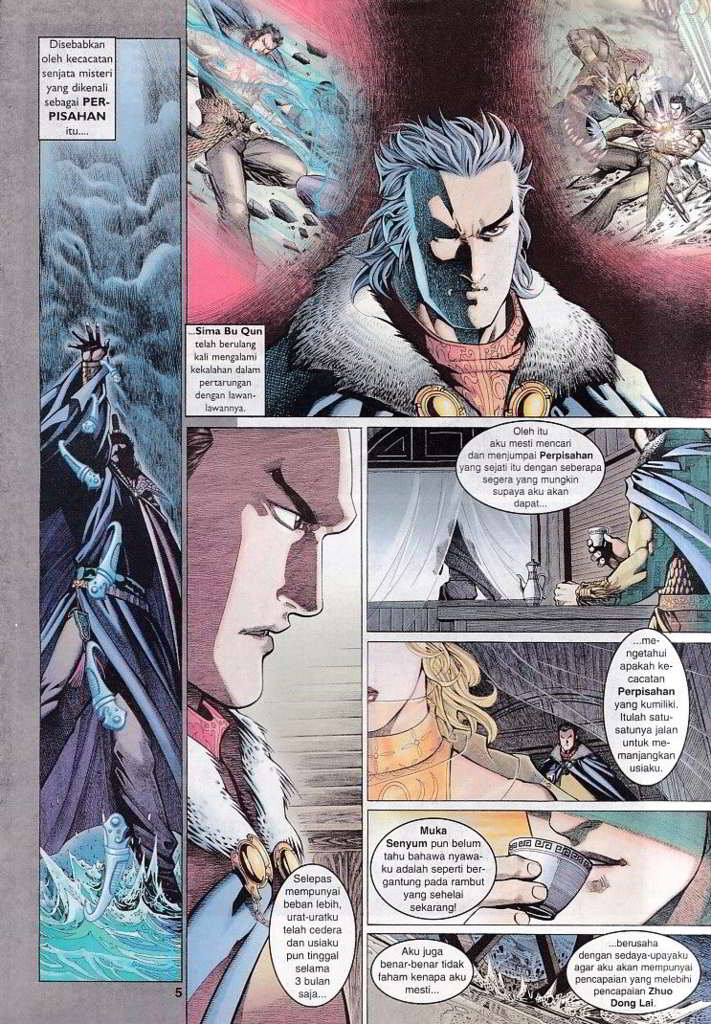 Disebabkan
oleh kecacatan
senjata misteri
yang dikenali
sebagai PER-
PISAHAN
itu....
...Sima Bu Qun
telah berulang
kali mengalami
kekalahan dalam
pertarungan
dengan lawan-
lawannya.
Selepas
mempunyai
beban lebih,
urat-uratku
telah cedera
dan usiaku
pun tinggal
selama
3 bulan
saja...
Oleh itu
aku mesti mencari
dan menjumpai Perpisahan
yang sejati itu dengan seberapa
segera yang mungkin
supaya aku akan
dapat...
...me-
ngetahui
apakah ke-
cacatan
Perpisahan
yang kumiliki.
Itulah satu-
satunya jalan
untuk me-
manjangkan
usiaku.
Muka
Senyum pun belum
tahu bahawa nyawa-
ku adalah seperti ber-
gantung pada rambut
yang sehelai
sekarang!
Aku juga
benar-benar tidak
faham kenapa aku
mesti...
...berusaha
dengan sedaya-upayaku
agar aku akan mempunyai
pencapaian yang melebihi
pencapaian Zhuo
Dong Lai.
5